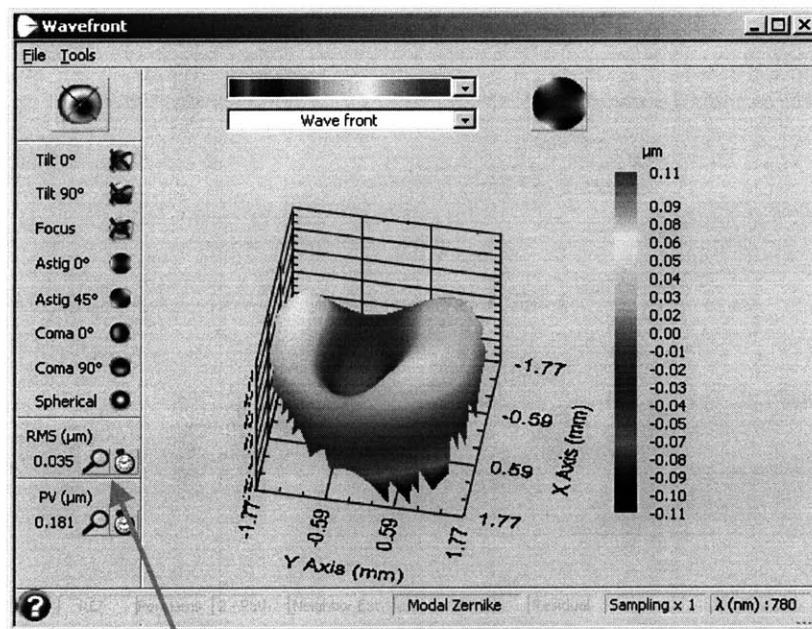 Wavefront
File Tools
Wave front
Tilt 0°
Tilt 90°
Focus
Astig 0°
Astig 45°
Coma 0°
Coma 90°
Spherical
RMS (µm)
0.035
PV (µm)
0.181
-1.77
-0.59
0.59
1.77
Y Axis (mm)
-1.77
-0.59
0.59
1.77
X Axis (mm)
µm
0.11
0.09
0.08
0.06
0.05
0.04
0.03
0.02
0.00
-0.01
-0.02
-0.03
-0.04
-0.05
-0.07
-0.08
-0.09
-0.10
-0.11
Modal Zernike
Sampling x 1
λ (nm) :780